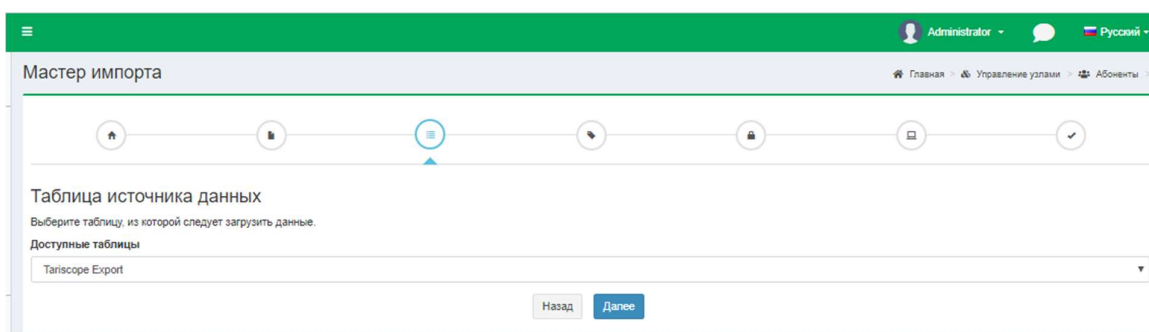 Administrator
Русский
Мастер импорта
Главная > Управление узлами > Абоненты >
Таблица источника данных
Выберите таблицу, из которой следует загрузить данные.
Доступные таблицы
Tariscope Export
Назад Далее